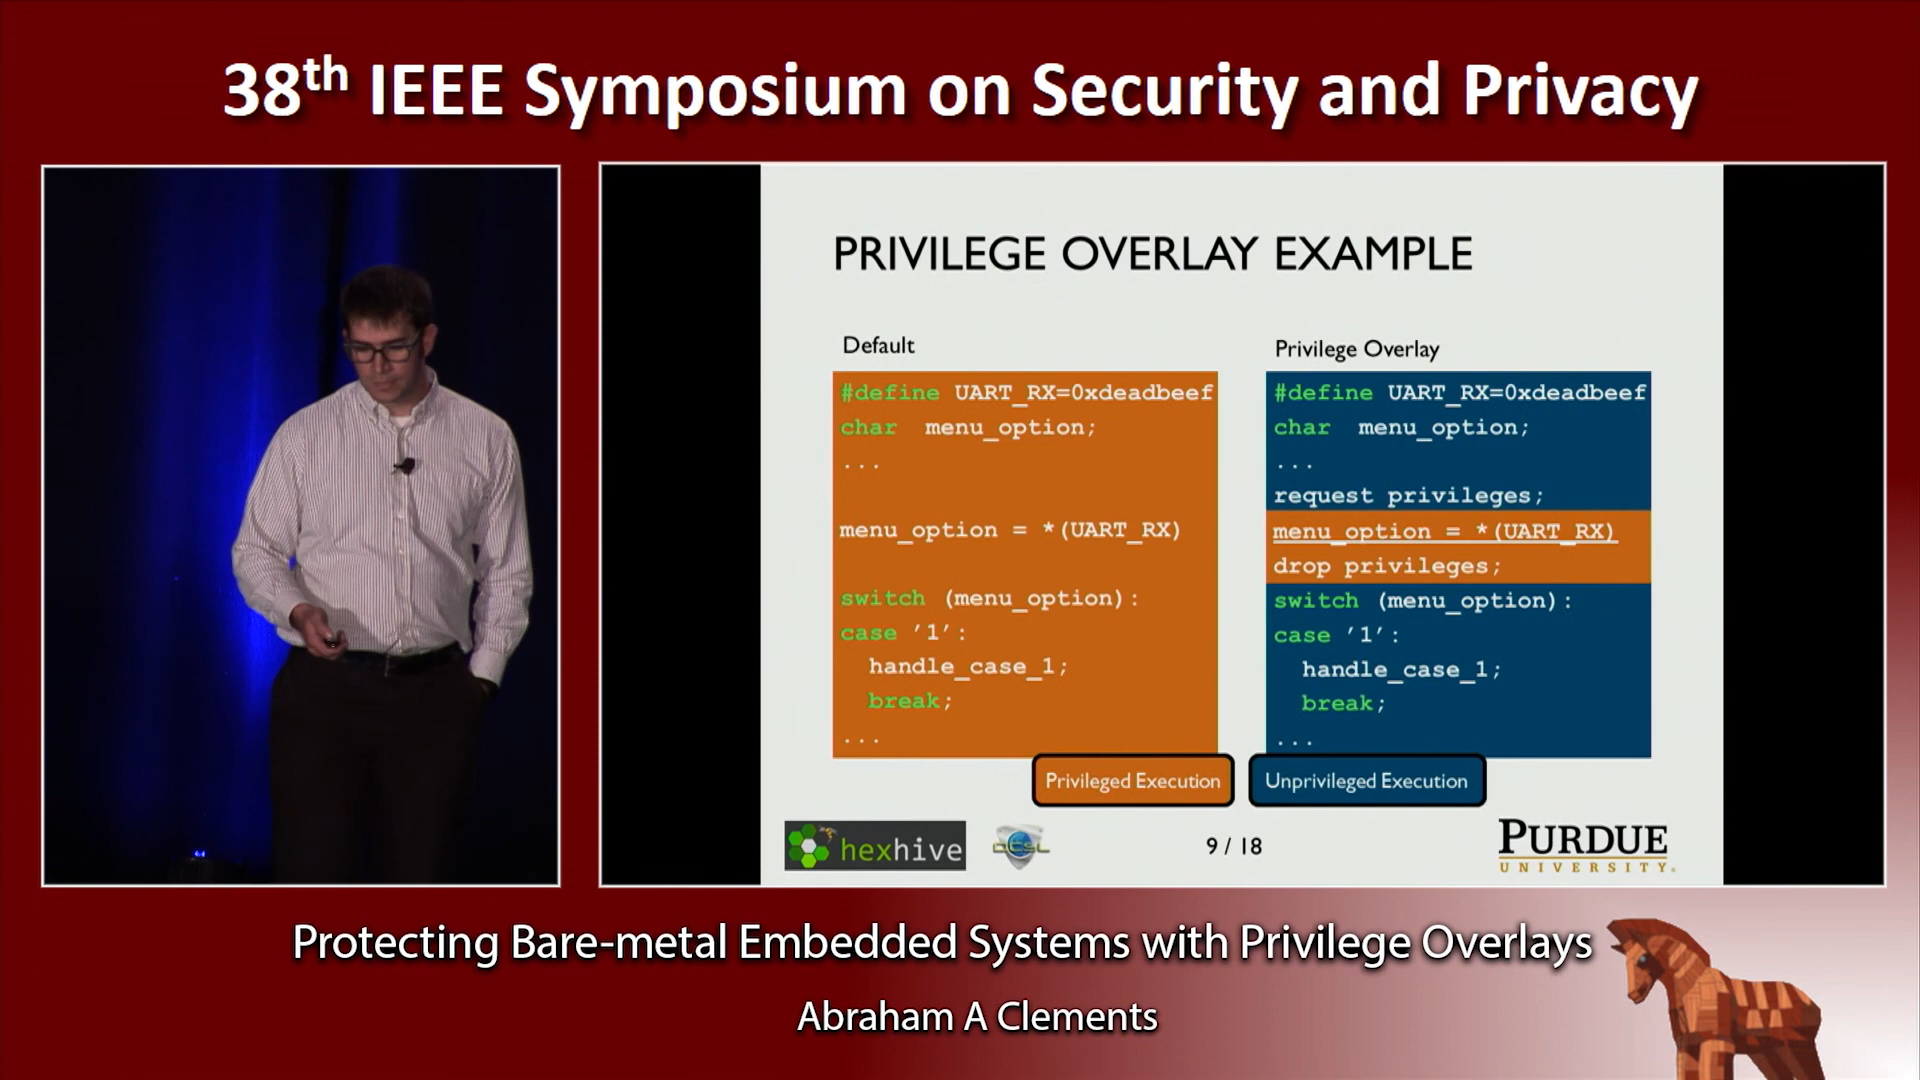 38th IEEE Symposium on Security and Privacy
PRIVILEGE OVERLAY EXAMPLE
Default
#define UART_RX=0xdeadbeef
char menu_option;
...
menu_option = *(UART_RX)
switch (menu_option):
case '1':
handle_case_1;
break;
...
Privilege Overlay
#define UART_RX=0xdeadbeef
char menu_option;
...
request privileges;
menu_option = *(UART_RX)
drop privileges;
switch (menu_option):
case '1':
handle_case_1;
break;
...
Privileged Execution
Unprivileged Execution
hexhive
DCSL
9 / 18
PURDUE
UNIVERSITY
Protecting Bare-metal Embedded Systems with Privilege Overlays
Abraham A Clements